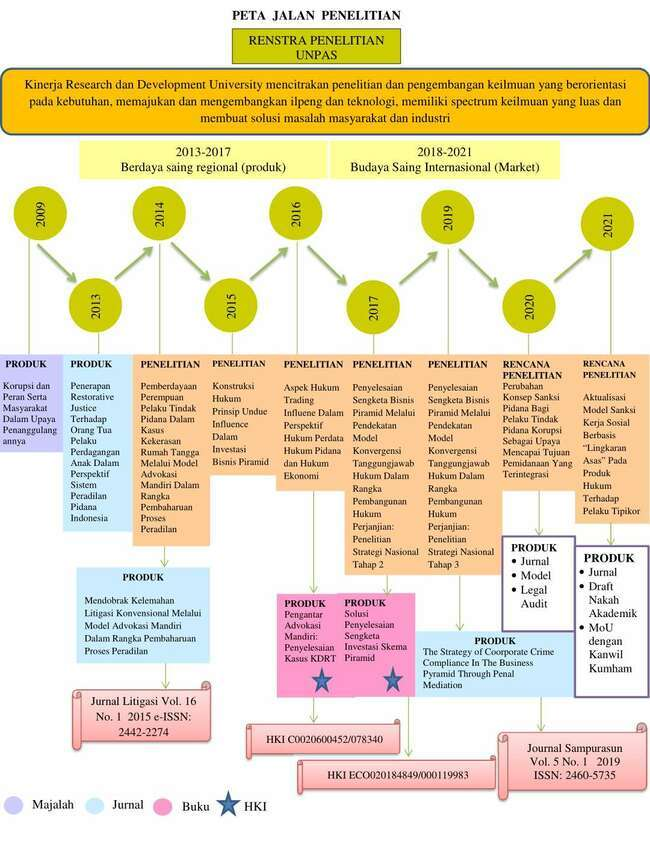 PETA JALAN PENELITIAN
RENSTRA PENELITIAN
UNPAS
Kinerja Research dan Development University mencitrakan penelitian dan pengembangan keilmuan yang berorientasi
pada kebutuhan, memajukan dan mengembangkan ilpeng dan teknologi, memiliki spectrum keilmuan yang luas dan
membuat solusi masalah masyarakat dan industri
2013-2017
Berdaya saing regional (produk)
2018-2021
Budaya Saing Internasional (Market)
2009
2013
2014
2015
2016
2017
2019
2020
2021
PRODUK
Korupsi dan
Peran Serta
Masyarakat
Dalam Upaya
Penanggulang
annya
PRODUK
Penerapan
Restorative
Justice
Terhadap
Orang Tua
Pelaku
Perdagangan
Anak Dalam
Perspektif
Sistem
Peradilan
Pidana
Indonesia
PENELITIAN
Pemberdayaan
Perempuan
Pelaku Tindak
Pidana Dalam
Kasus
Kekerasan
Rumah Tangga
Melalui Model
Advokasi
Mandiri Dalam
Rangka
Pembaharuan
Proses
Peradilan
PENELITIAN
Konstruksi
Hukum
Prinsip Undue
Influence
Dalam
Investasi
Bisnis Piramid
PENELITIAN
Aspek Hukum
Trading
Influene Dalam
Perspektif
Hukum Perdata
Hukum Pidana
dan Hukum
Ekonomi
PENELITIAN
Penyelesaian
Sengketa Bisnis
Piramid Melalui
Pendekatan
Model
Konvergensi
Tanggungjawab
Hukum Dalam
Rangka
Pembangunan
Hukum
Perjanjian:
Penelitian
Strategi Nasional
Tahap 2
PENELITIAN
Penyelesaian
Sengketa Bisnis
Piramid Melalui
Pendekatan
Model
Konvergensi
Tanggungjawab
Hukum Dalam
Rangka
Pembangunan
Hukum
Perjanjian:
Penelitian
Strategi Nasional
Tahap 3
RENCANA
PENELITIAN
Perubahan
Konsep Sanksi
Pidana Bagi
Pelaku Tindak
Pidana Korupsi
Sebagai Upaya
Mencapai Tujuan
Pemidanaan Yang
Terintegrasi
RENCANA
PENELITIAN
Aktualisasi
Model Sanksi
Kerja Sosial
Berbasis
“Lingkaran
Asas” Pada
Produk
Hukum
Terhadap
Pelaku Tipikor
PRODUK
Mendobrak Kelemahan
Litigasi Konvensional Melalui
Model Advokasi Mandiri
Dalam Rangka Pembaharuan
Proses Peradilan
PRODUK
Pengantar
Advokasi
Mandiri:
Penyelesaian
Kasus KDRT
PRODUK
Solusi
Penyelesaian
Sengketa
Investasi Skema
Piramid
PRODUK
The Strategy of Coorporate Crime
Compliance In The Business
Pyramid Through Penal
Mediation
PRODUK
• Jurnal
• Model
• Legal
Audit
PRODUK
• Jurnal
• Draft
Nakah
Akademik
• MoU
dengan
Kanwil
Kumham
Jurnal Litigasi Vol. 16
No. 1 2015 e-ISSN:
2442-2274
HKI C0020600452/078340
HKI ECO020184849/000119983
Journal Sampurasun
Vol. 5 No. 1 2019
ISSN: 2460-5735
Majalah
Jurnal
Buku
HKI